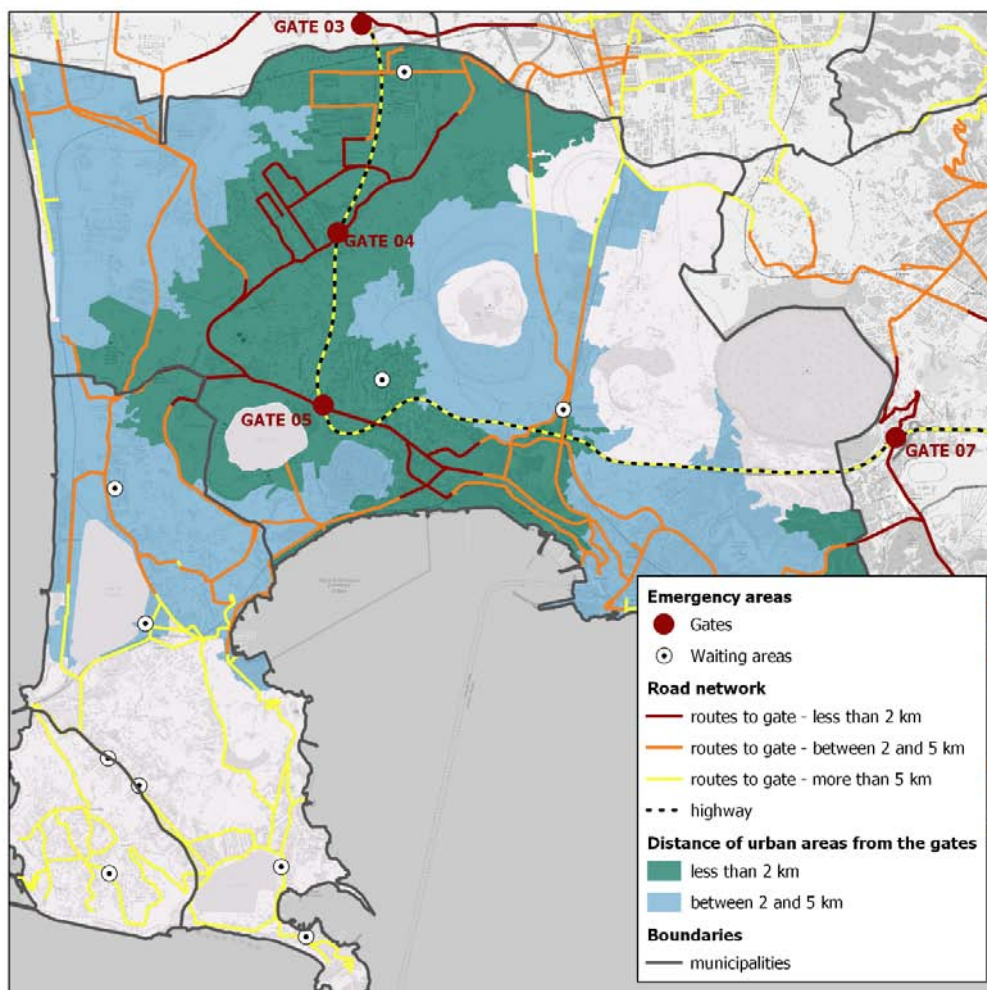 GATE 03
GATE 04
GATE 05
GATE 07
Emergency areas
Gates
Waiting areas
Road network
routes to gate - less than 2 km
routes to gate - between 2 and 5 km
routes to gate - more than 5 km
highway
Distance of urban areas from the gates
less than 2 km
between 2 and 5 km
Boundaries
municipalities